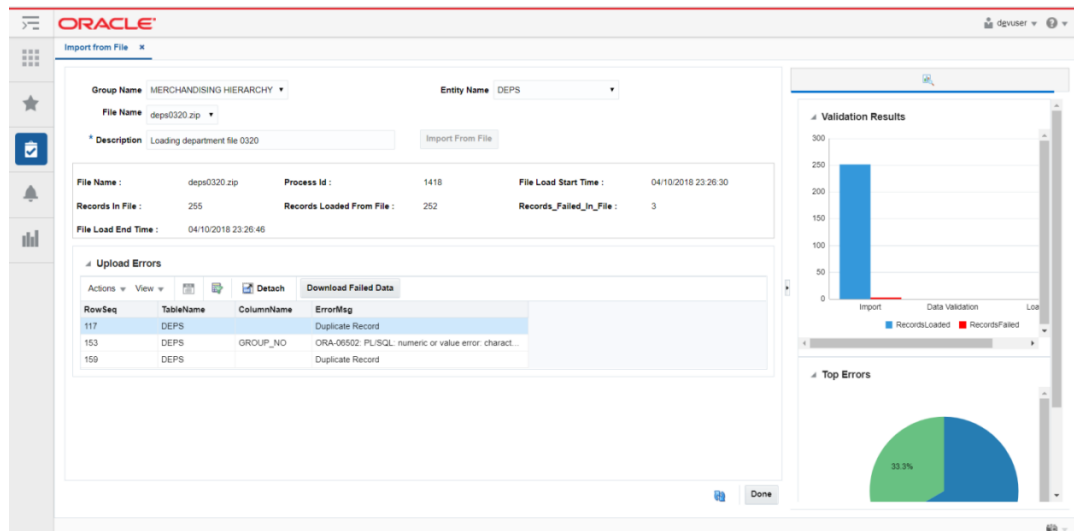 ORACLE
devuser
Import from File
Group Name MERCHANDISING HIERARCHY
Entity Name DEPS
File Name deps0320.zip
* Description Loading department file 0320
Import From File
File Name : deps0320.zip Process Id : 1418 File Load Start Time : 04/10/2018 23:26:30
Records In File : 255 Records Loaded From File : 252 Records_Failed_In_File : 3
File Load End Time : 04/10/2018 23:26:46
Upload Errors
Actions View Detach Download Failed Data
RowSeq TableName ColumnName ErrorMsg
117 DEPS Duplicate Record
153 DEPS GROUP_NO ORA-06502: PL/SQL: numeric or value error: charact...
159 DEPS Duplicate Record
Done
Validation Results
300
250
200
150
100
50
0
Import Data Validation Loa
RecordsLoaded RecordsFailed
Top Errors
33.3%